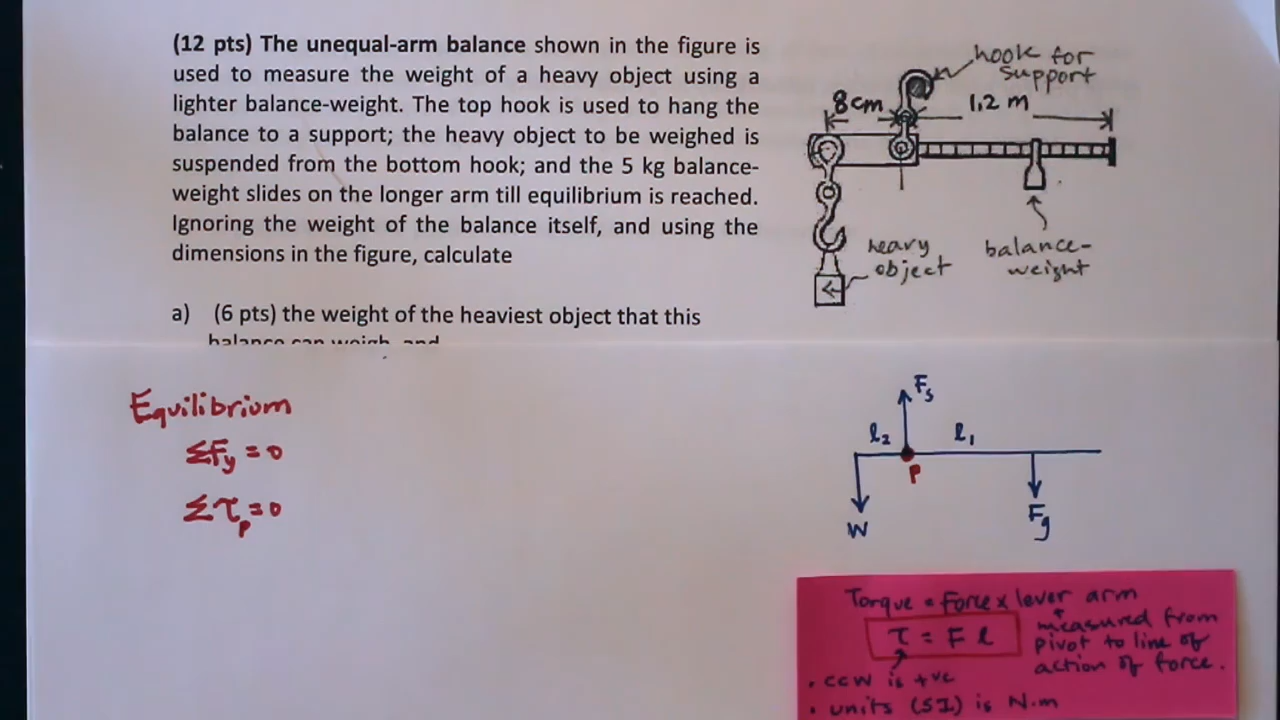 (12 pts) The unequal-arm balance shown in the figure is
used to measure the weight of a heavy object using a
lighter balance-weight. The top hook is used to hang the
balance to a support; the heavy object to be weighed is
suspended from the bottom hook; and the 5 kg balance-
weight slides on the longer arm till equilibrium is reached.
Ignoring the weight of the balance itself, and using the
dimensions in the figure, calculate
a) (6 pts) the weight of the heaviest object that this
balance can weigh, and
hook for
support
8cm
1.2 m
heavy
object
balance-
weight
Equilibrium
ΣFy = 0
Στp = 0
Fs
l2
l1
P
W
Fg
Torque = Force x lever arm
τ = F l
measured from
pivot to line of
action of force.
• ccw is +ve
• units (SI) is N.m